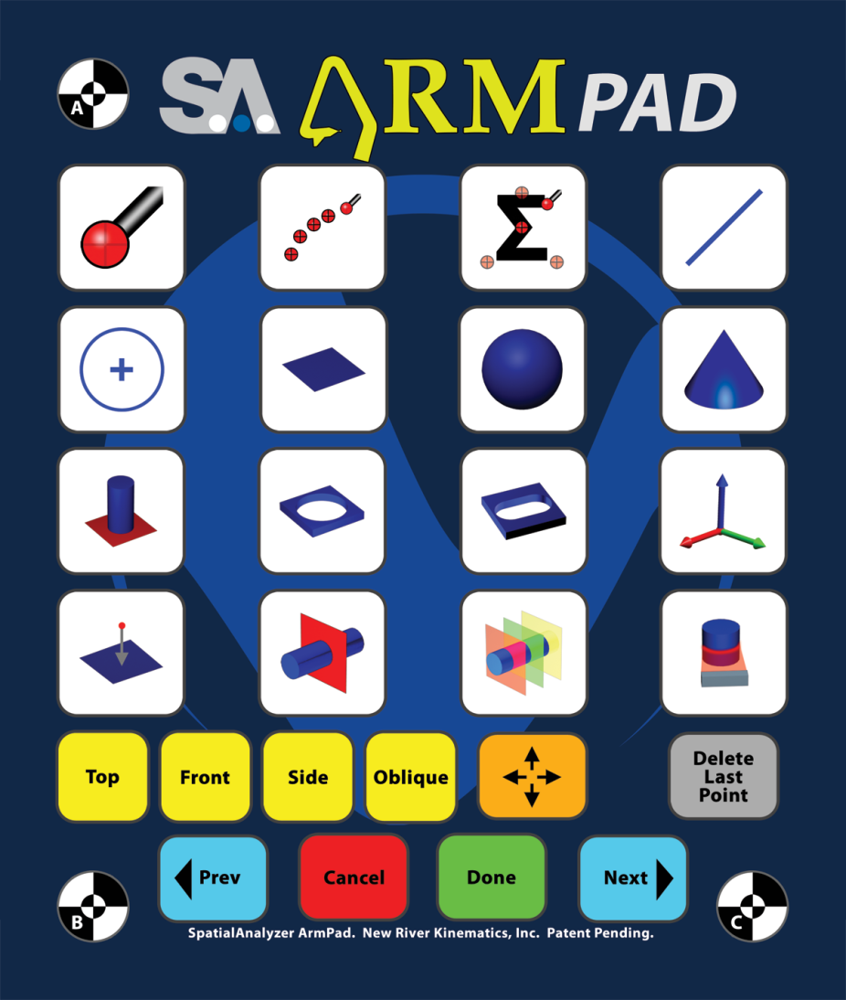 A
SA ARM PAD
Top
Front
Side
Oblique
Delete
Last
Point
Prev
Cancel
Done
Next
B
C
SpatialAnalyzer ArmPad. New River Kinematics, Inc. Patent Pending.